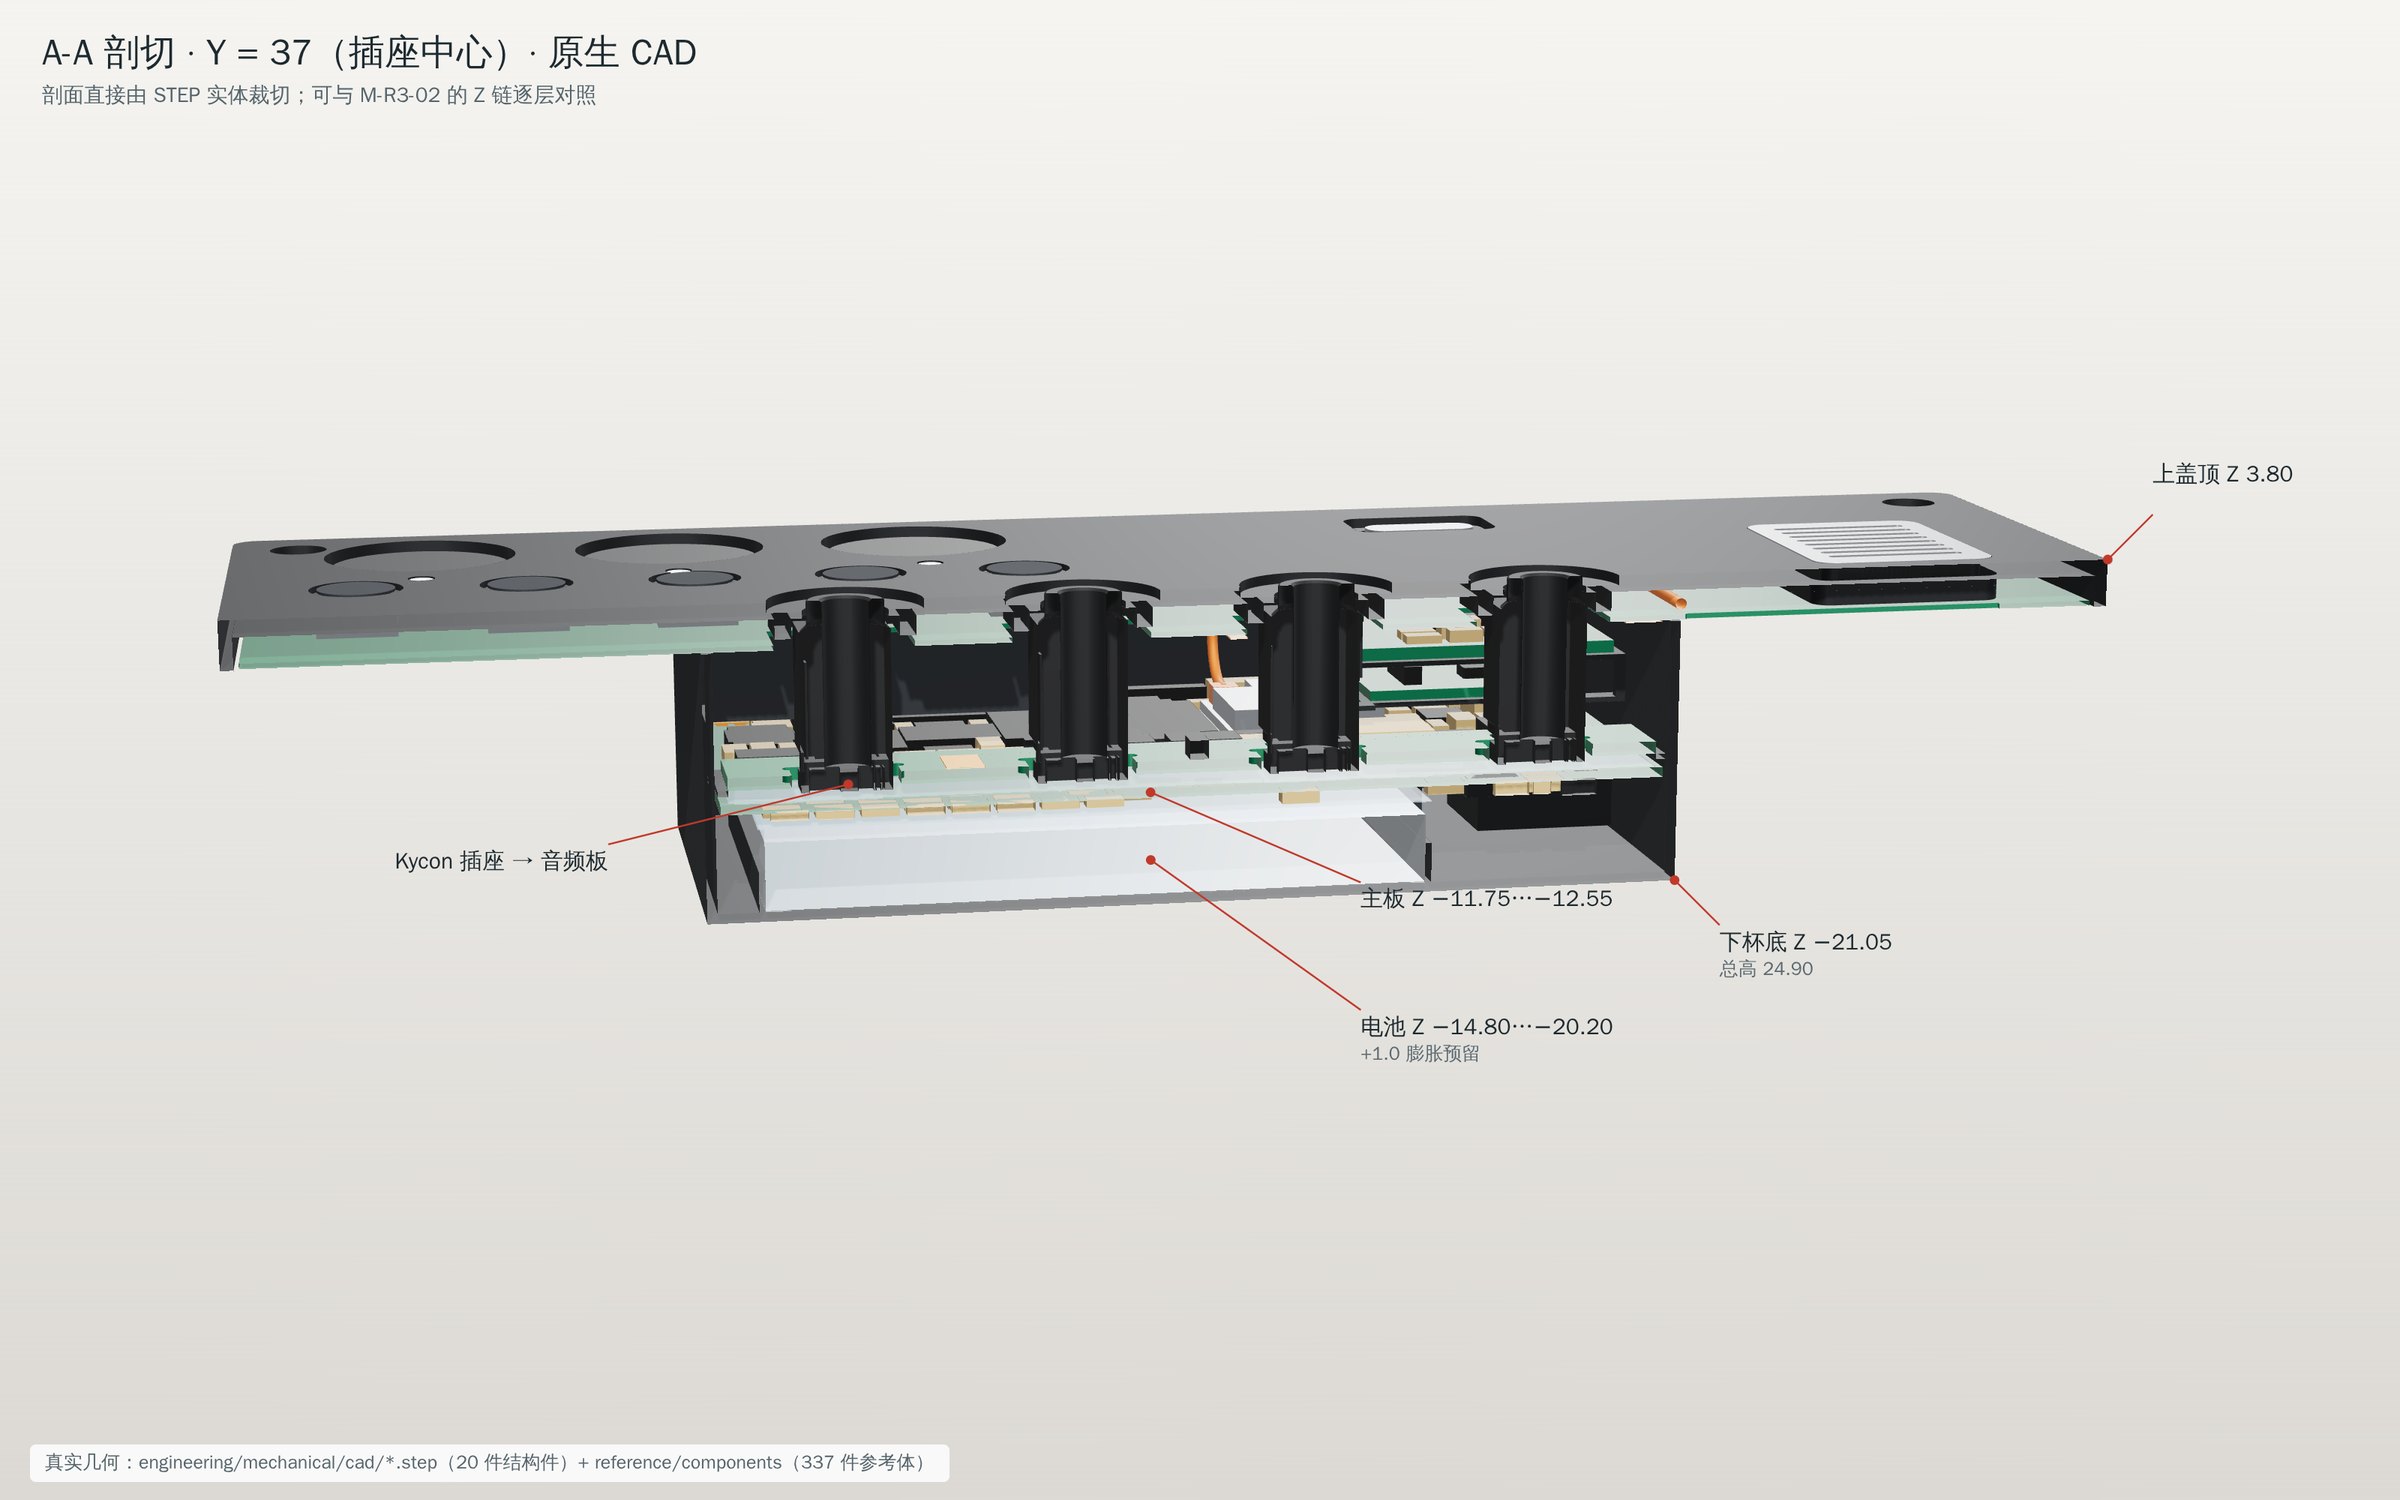 A-A 剖切 · Y = 37（插座中心）· 原生 CAD
剖面直接由 STEP 实体裁切；可与 M-R3-02 的 Z 链逐层对照
上盖顶 Z 3.80
Kycon 插座 → 音频板
主板 Z −11.75⋯−12.55
下杯底 Z −21.05
总高 24.90
电池 Z −14.80⋯−20.20
+1.0 膨胀预留
真实几何：engineering/mechanical/cad/*.step（20 件结构件）+ reference/components（337 件参考体）